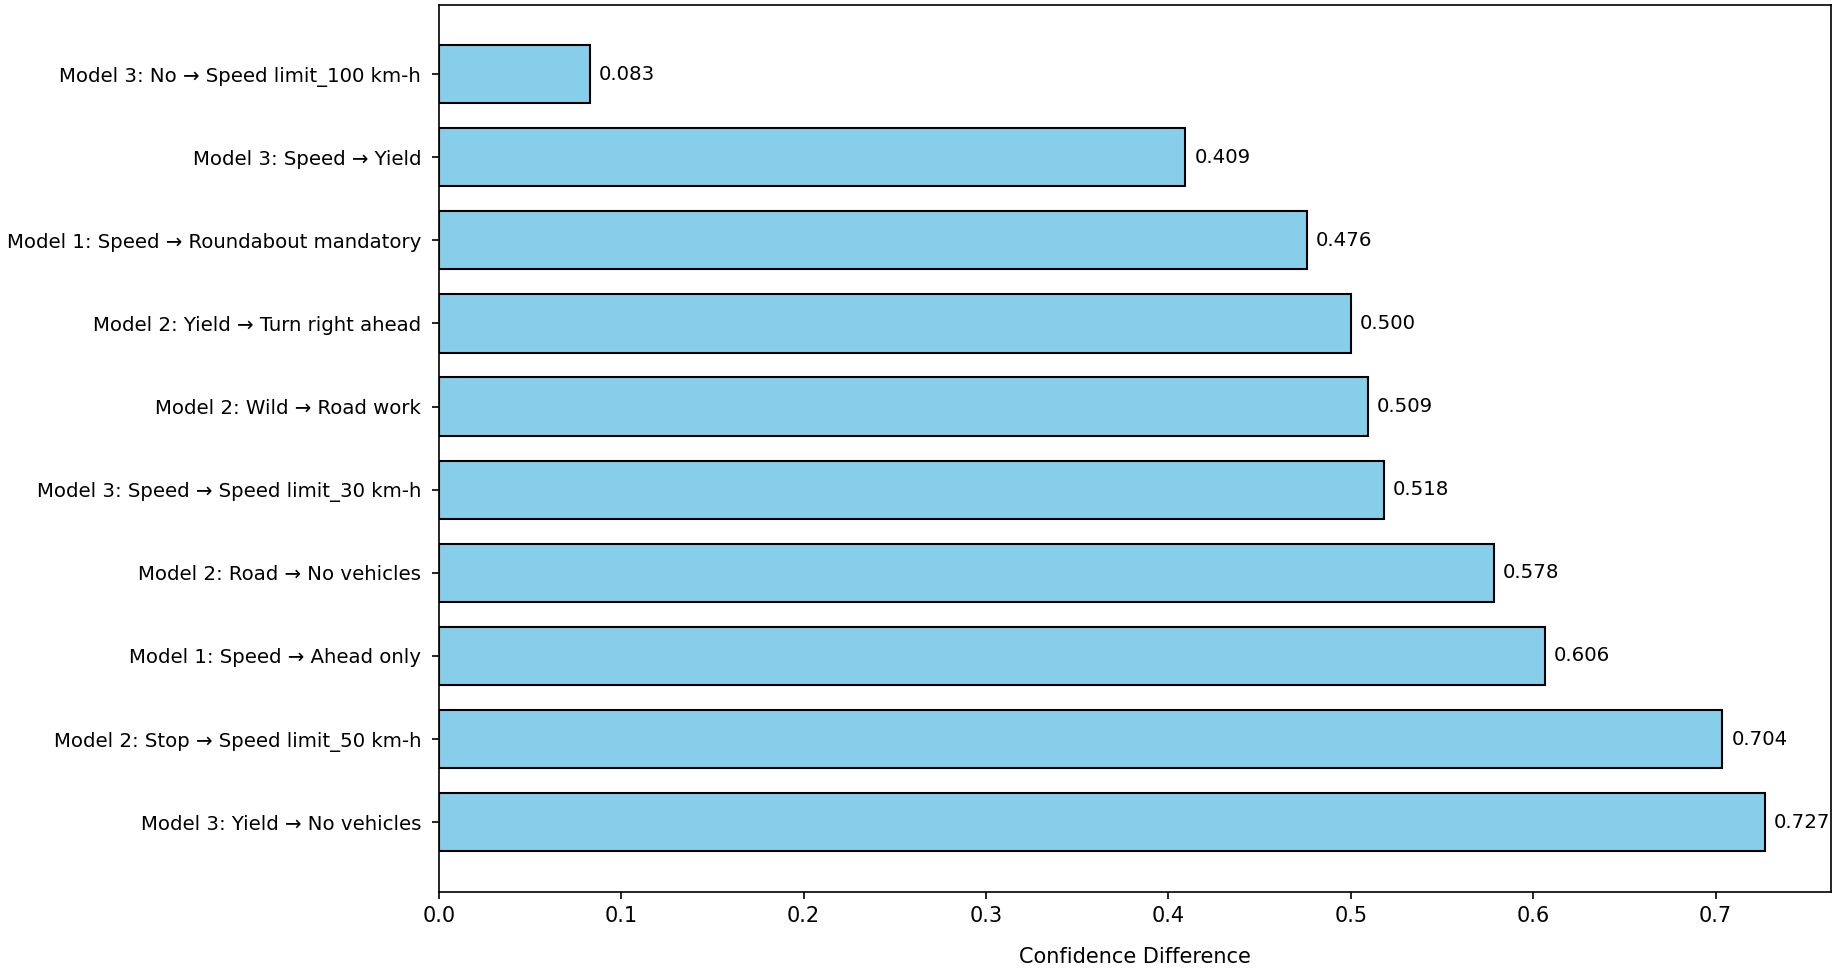 Model 3: No → Speed limit_100 km-h 0.083
Model 3: Speed → Yield 0.409
Model 1: Speed → Roundabout mandatory 0.476
Model 2: Yield → Turn right ahead 0.500
Model 2: Wild → Road work 0.509
Model 3: Speed → Speed limit_30 km-h 0.518
Model 2: Road → No vehicles 0.578
Model 1: Speed → Ahead only 0.606
Model 2: Stop → Speed limit_50 km-h 0.704
Model 3: Yield → No vehicles 0.727
0.0 0.1 0.2 0.3 0.4 0.5 0.6 0.7
Confidence Difference